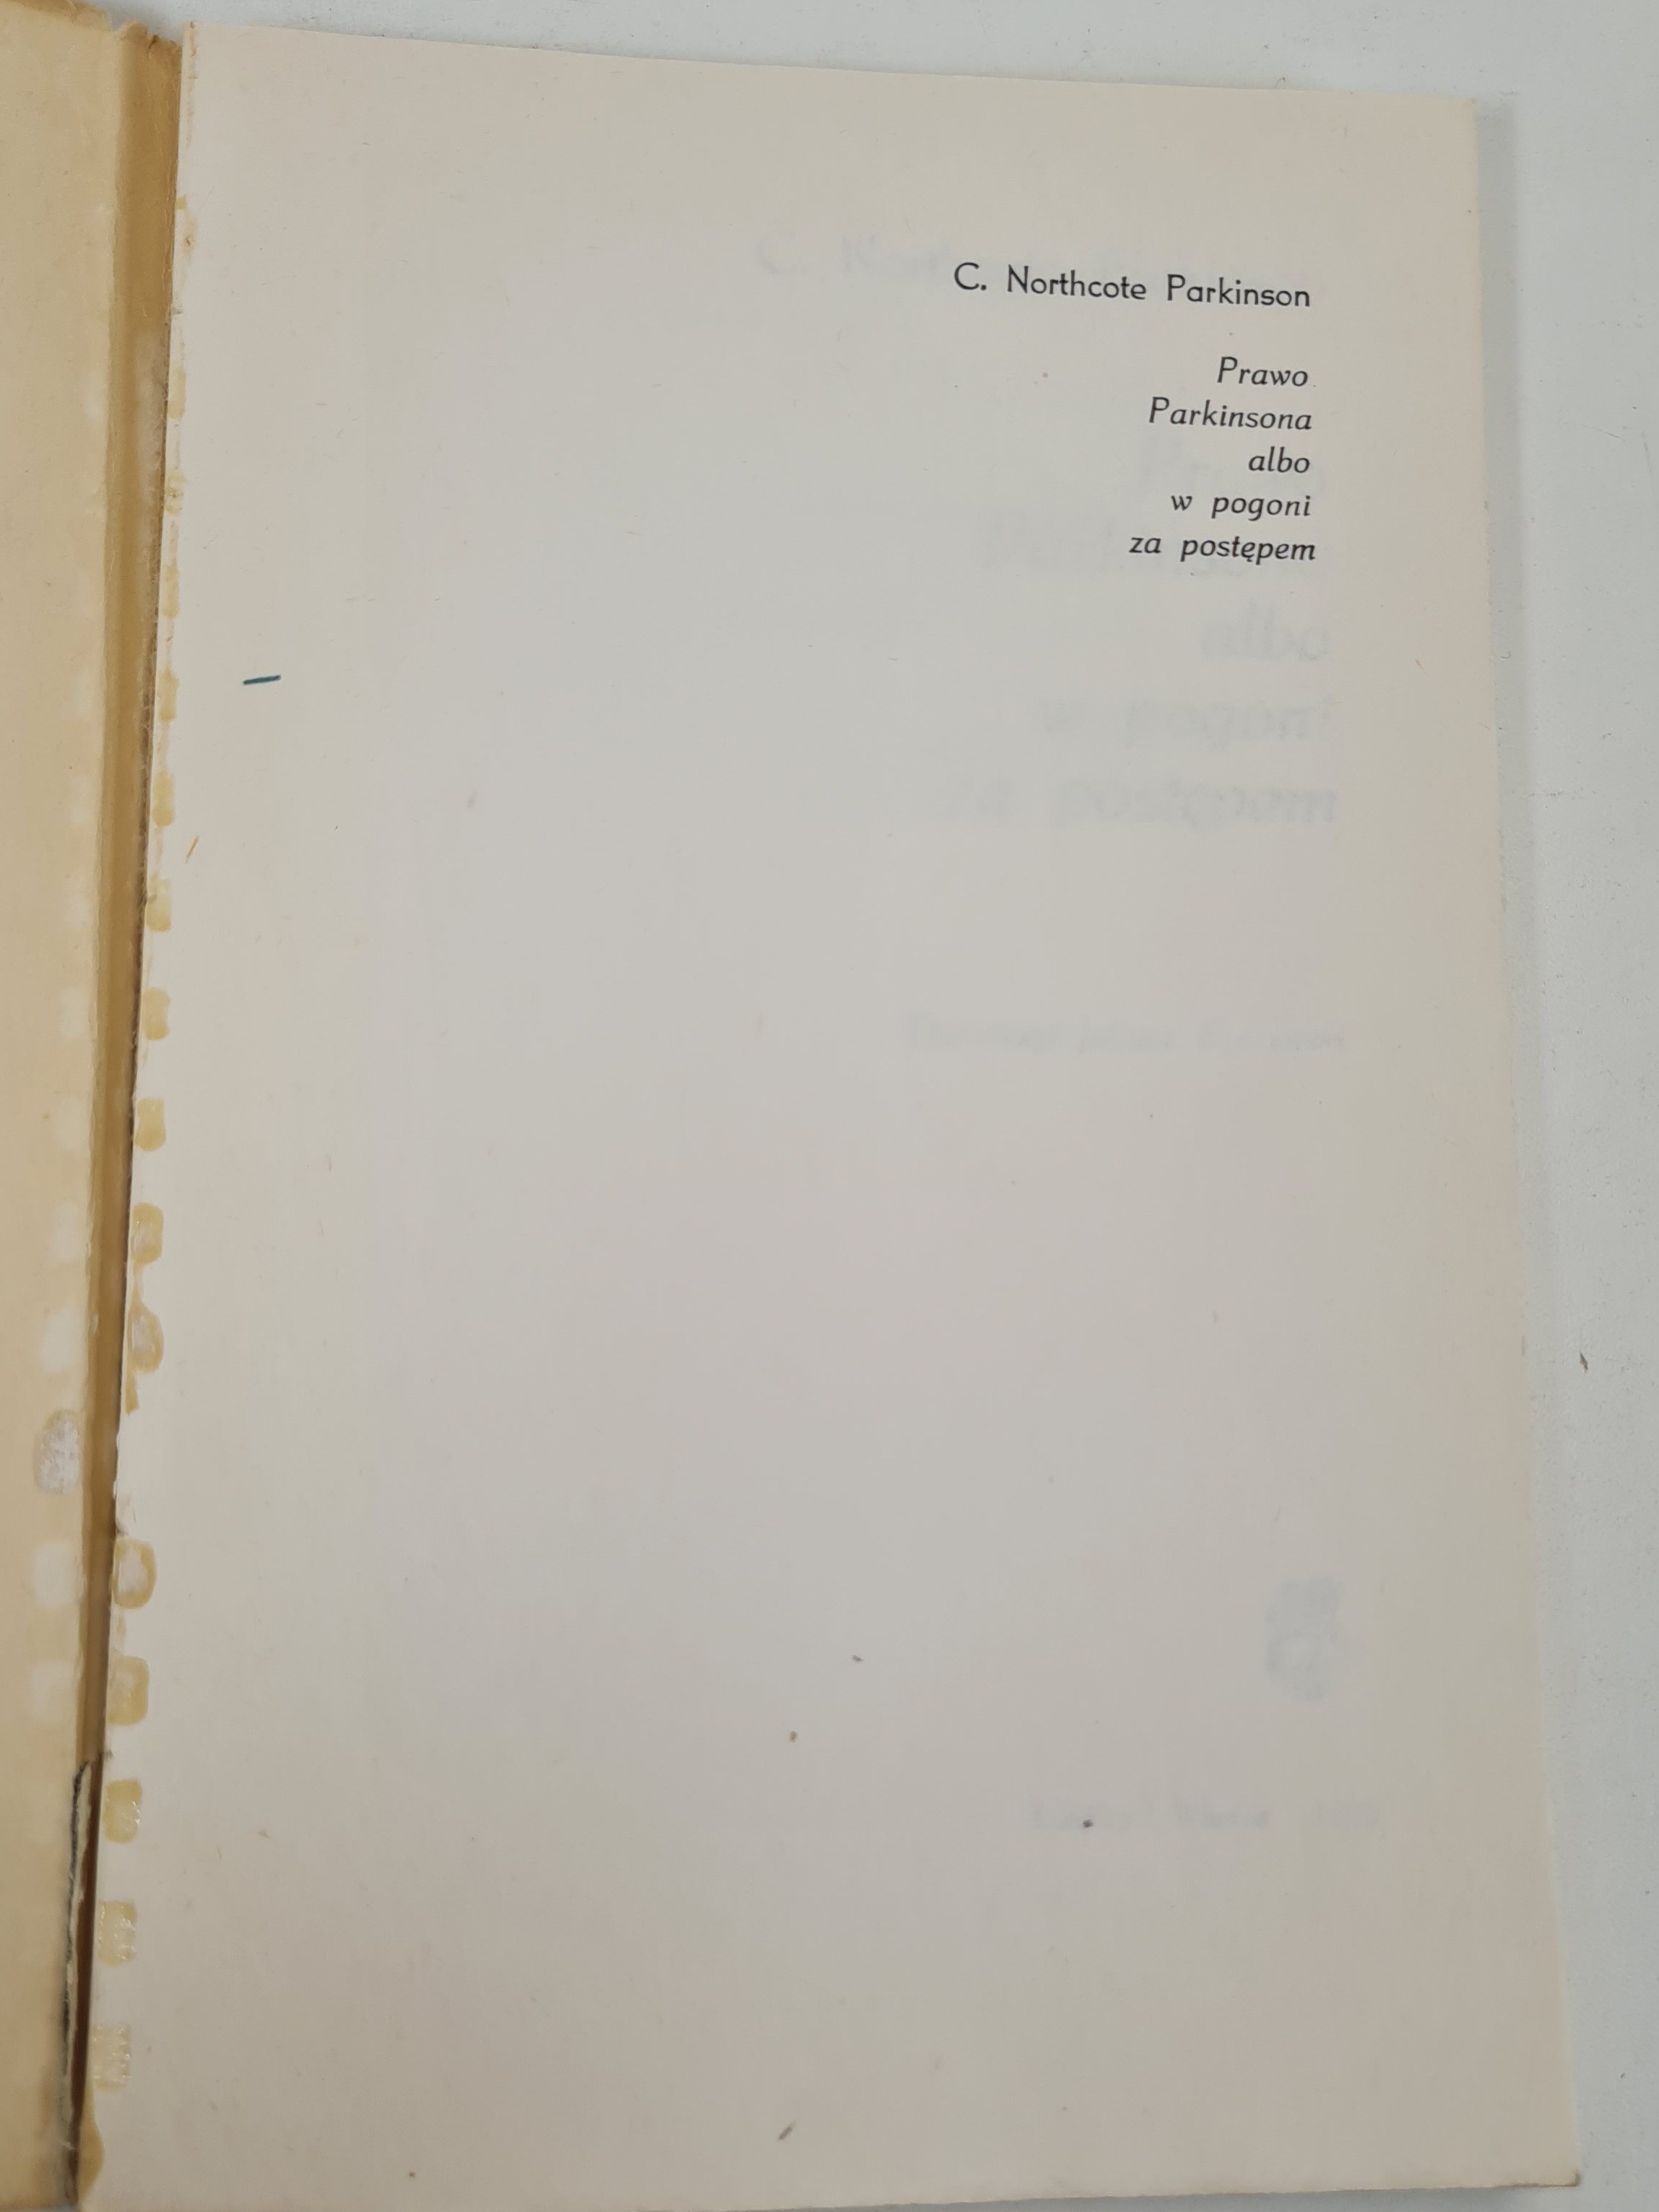 C. Northcote Parkinson
Prawo
Parkinsona
albo
w pogoni
za postępem